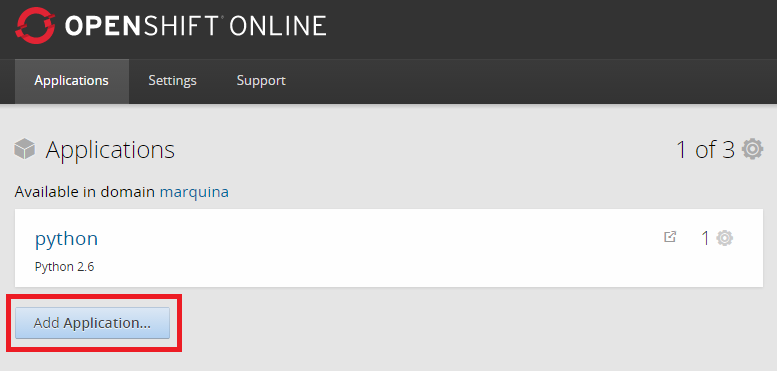 OPENSHIFT ONLINE
Applications Settings Support
Applications 1 of 3
Available in domain marquina
python 1
Python 2.6
Add Application...